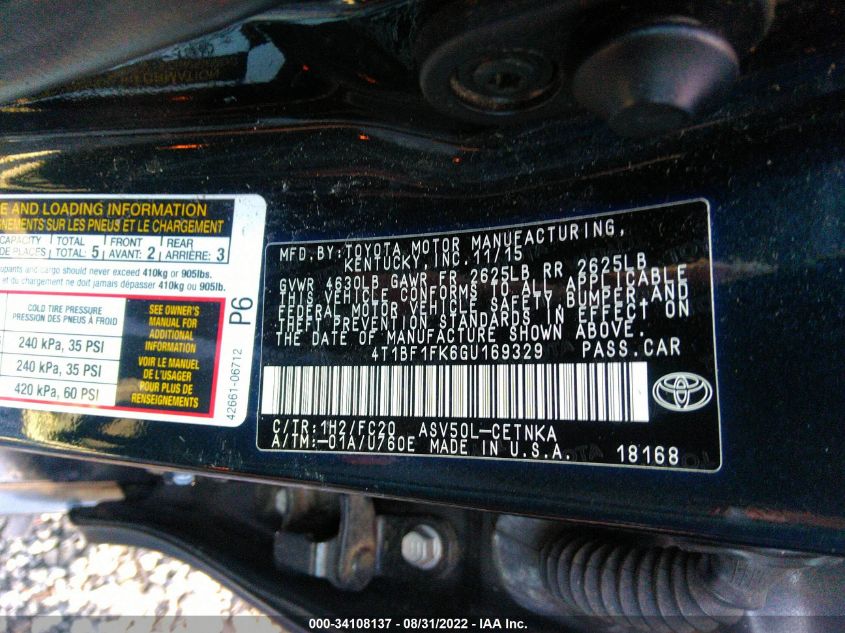 E AND LOADING INFORMATION
GNEMENTS SUR LES PNEUS ET LE CHARGEMENT
CAPACITY TOTAL 5 FRONT 2 REAR 3
DE PLACES TOTAL: AVANT: ARRIÈRE:
upants and cargo should never exceed 410kg or 905lbs.
et du chargement ne doit jamais dépasser 410kg ou 905lb.
COLD TIRE PRESSURE
PRESSION DES PNEUS À FROID
240 kPa, 35 PSI
240 kPa, 35 PSI
420 kPa, 60 PSI
SEE OWNER'S
MANUAL FOR
ADDITIONAL
INFORMATION
VOIR LE MANUEL
DE L'USAGER
POUR PLUS DE
RENSEIGNEMENTS
P6
42661-06712
MFD. BY: TOYOTA MOTOR MANUFACTURING,
KENTUCKY, INC. 11/15
GVWR 4630LB GAWR FR 2625LB RR 2625LB
THIS VEHICLE CONFORMS TO ALL APPLICABLE
FEDERAL MOTOR VEHICLE SAFETY, BUMPER, AND
THEFT PREVENTION STANDARDS IN EFFECT ON
THE DATE OF MANUFACTURE SHOWN ABOVE.
4T1BF1FK6GU169329 PASS.CAR
C/TR: 1H2/FC20 ASV50L-CETNKA
A/TM: -01A/U760E MADE IN U.S.A. 18168
000-34108137 - 08/31/2022 - IAA Inc.